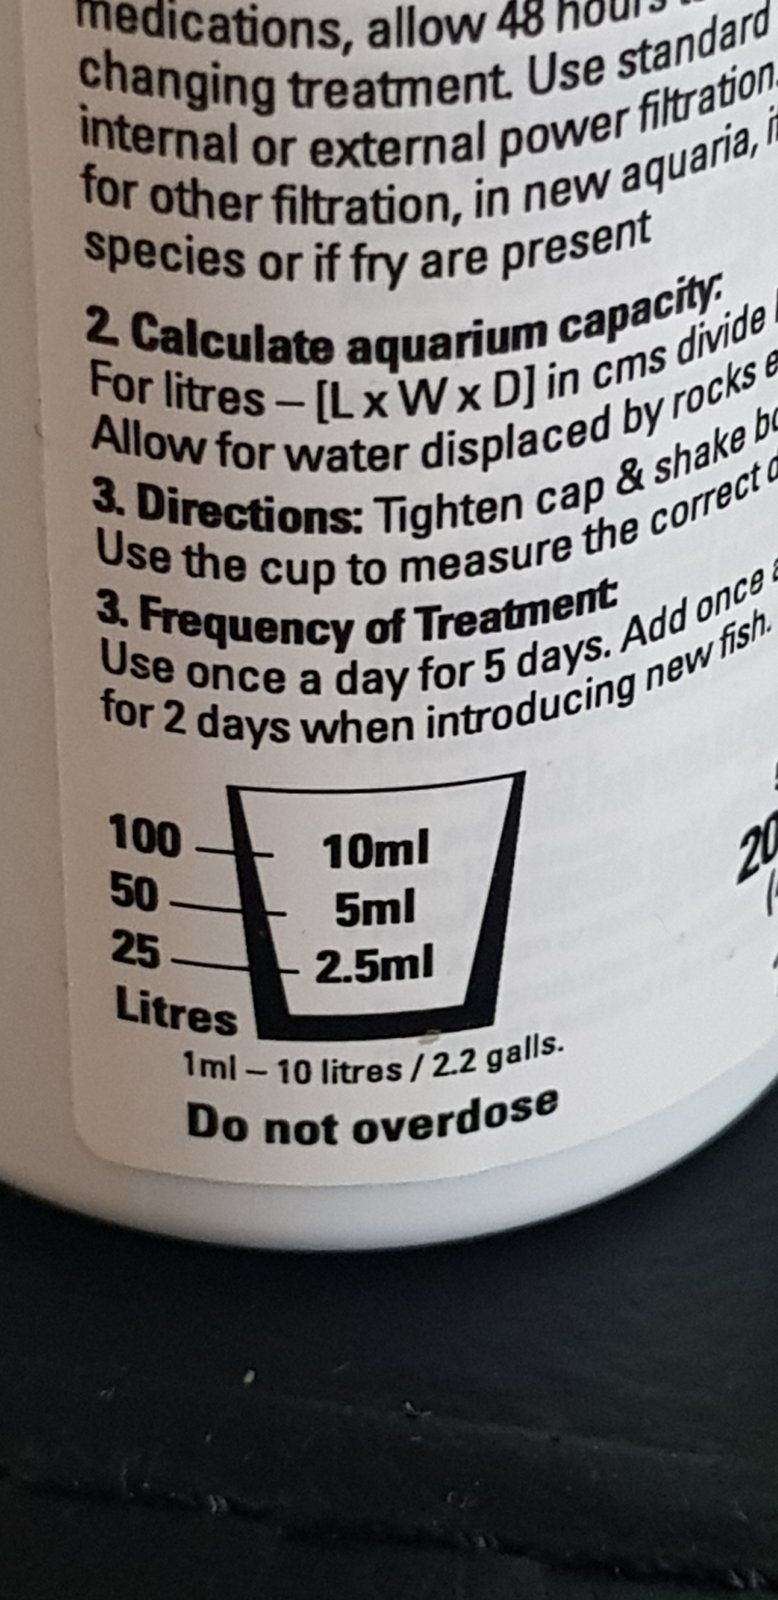 medications, allow 48 hours
changing treatment. Use standard
internal or external power filtration.
for other filtration, in new aquaria,
species or if fry are present
2. Calculate aquarium capacity:
For litres – [L x W x D] in cms divide
Allow for water displaced by rocks
3. Directions: Tighten cap & shake
Use the cup to measure the correct
3. Frequency of Treatment:
Use once a day for 5 days. Add once
for 2 days when introducing new fish.
100 10ml
50 5ml
25 2.5ml
Litres
1ml – 10 litres / 2.2 galls.
Do not overdose